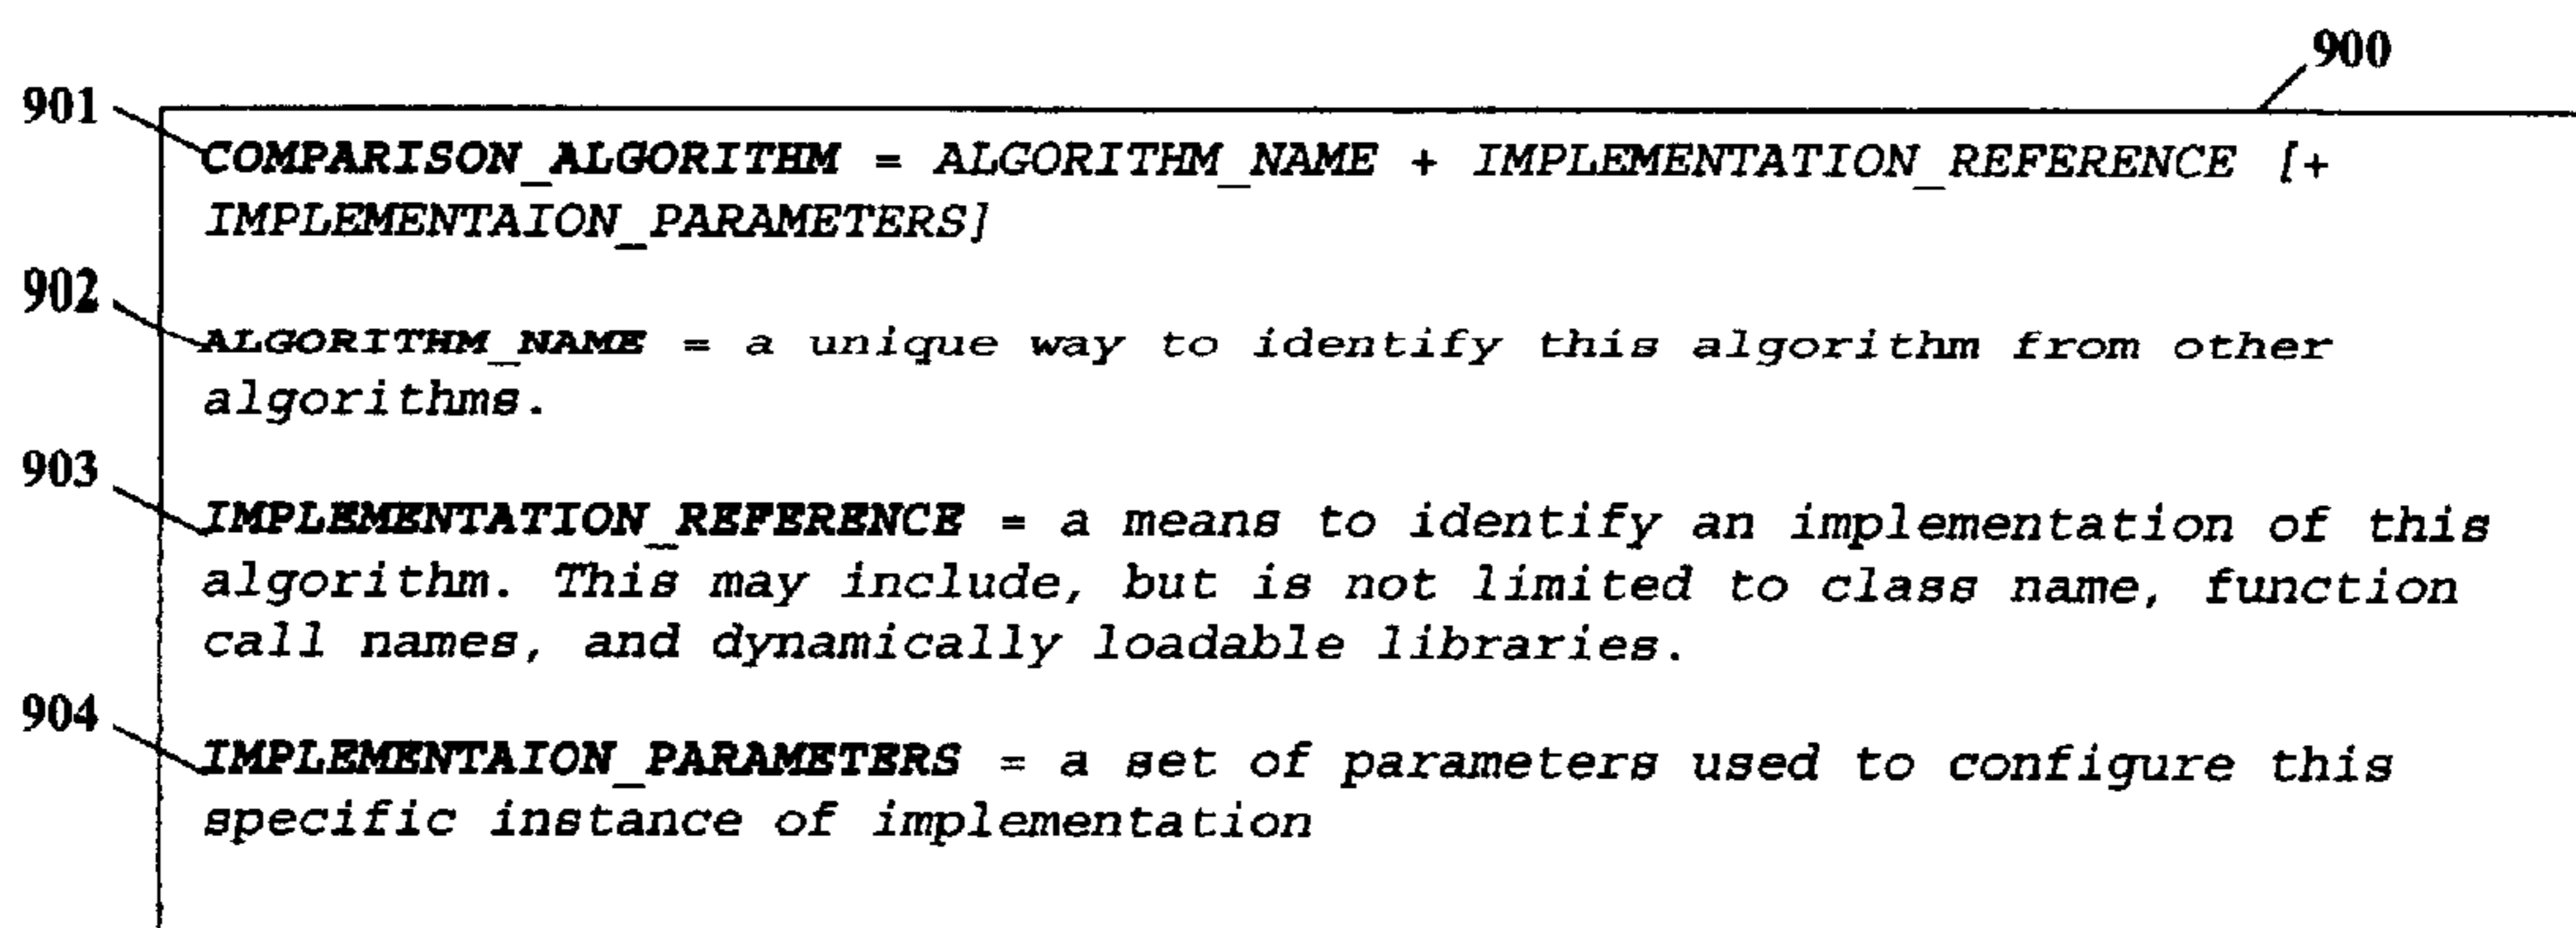 900
901
COMPARISON_ALGORITHM = ALGORITHM_NAME + IMPLEMENTATION_REFERENCE [+
IMPLEMENTAION_PARAMETERS]
902
ALGORITHM_NAME = a unique way to identify this algorithm from other
algorithms.
903
IMPLEMENTATION_REFERENCE = a means to identify an implementation of this
algorithm. This may include, but is not limited to class name, function
call names, and dynamically loadable libraries.
904
IMPLEMENTAION_PARAMETERS = a set of parameters used to configure this
specific instance of implementation